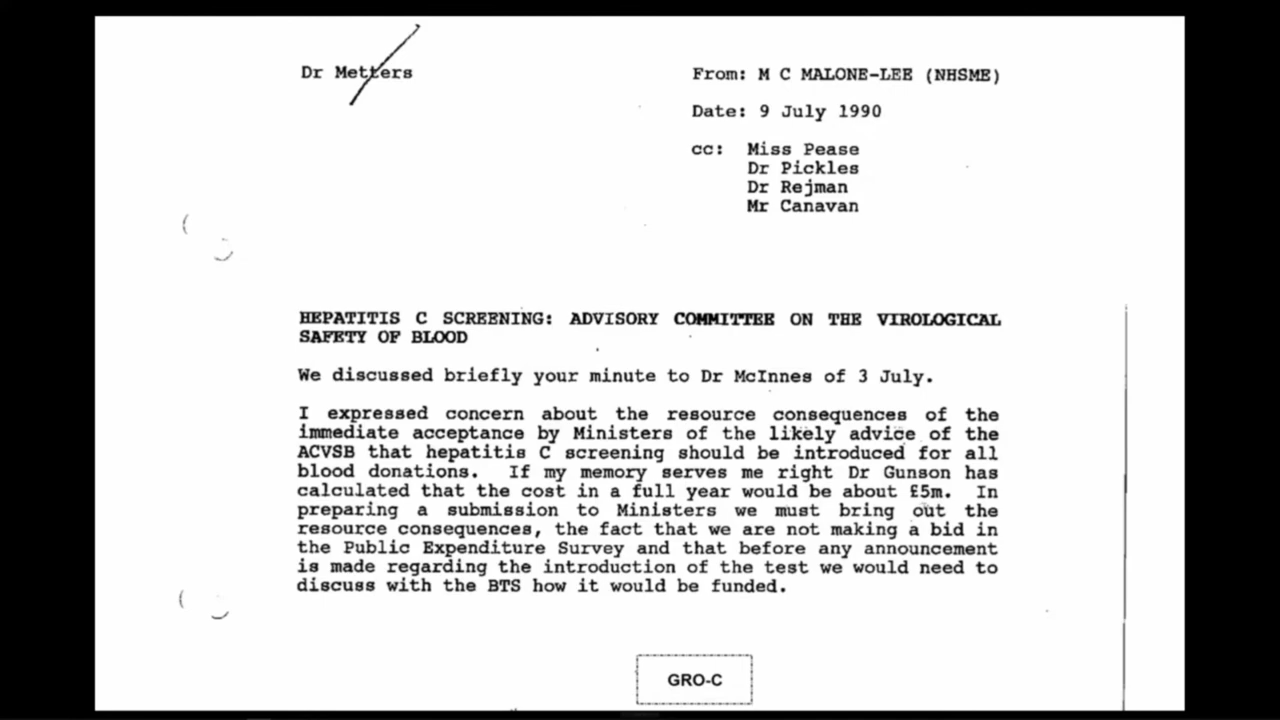 Dr Metters
From: M C MALONE-LEE (NHSME)
Date: 9 July 1990
cc: Miss Pease
Dr Pickles
Dr Rejman
Mr Canavan
HEPATITIS C SCREENING: ADVISORY COMMITTEE ON THE VIROLOGICAL
SAFETY OF BLOOD
We discussed briefly your minute to Dr McInnes of 3 July.
I expressed concern about the resource consequences of the
immediate acceptance by Ministers of the likely advice of the
ACVSB that hepatitis C screening should be introduced for all
blood donations. If my memory serves me right Dr Gunson has
calculated that the cost in a full year would be about £5m. In
preparing a submission to Ministers we must bring out the
resource consequences, the fact that we are not making a bid in
the Public Expenditure Survey and that before any announcement
is made regarding the introduction of the test we would need to
discuss with the BTS how it would be funded.
GRO-C